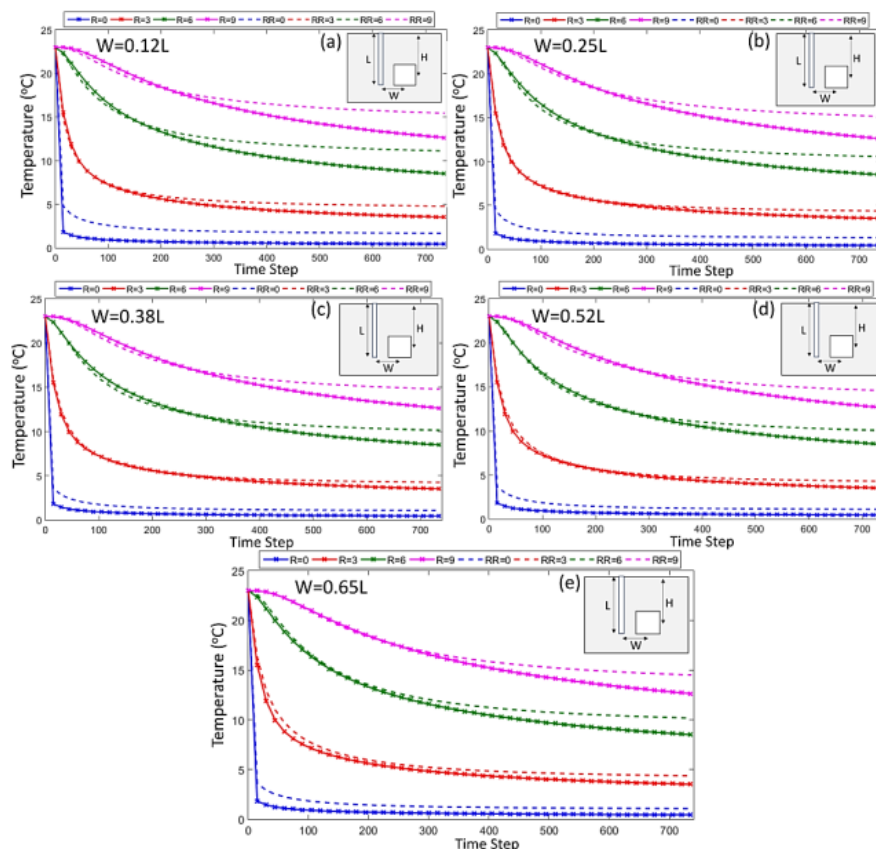 R=0 R=3 R=6 R=9 RR=0 RR=3 RR=6 RR=9
W=0.12L
(a)
L
H
W
Temperature (ºC)
25
20
15
10
5
0
0 100 200 300 400 500 600 700
Time Step
R=0 R=3 R=6 R=9 RR=0 RR=3 RR=6 RR=9
W=0.25L
(b)
L
H
W
Temperature (ºC)
25
20
15
10
5
0
0 100 200 300 400 500 600 700
Time Step
R=0 R=3 R=6 R=9 RR=0 RR=3 RR=6 RR=9
W=0.38L
(c)
L
H
W
Temperature (ºC)
25
20
15
10
5
0
0 100 200 300 400 500 600 700
Time Step
R=0 R=3 R=6 R=9 RR=0 RR=3 RR=6 RR=9
W=0.52L
(d)
L
H
W
Temperature (ºC)
25
20
15
10
5
0
0 100 200 300 400 500 600 700
Time Step
R=0 R=3 R=6 R=9 RR=0 RR=3 RR=6 RR=9
W=0.65L
(e)
L
H
W
Temperature (ºC)
25
20
15
10
5
0
0 100 200 300 400 500 600 700
Time Step